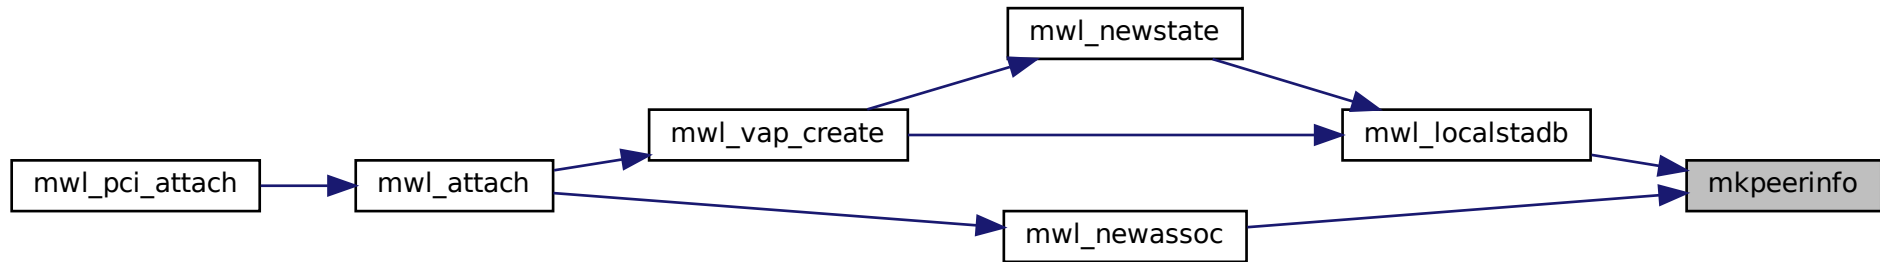 mwl_newstate
mwl_vap_create
mwl_localstadb
mwl_pci_attach
mwl_attach
mkpeerinfo
mwl_newassoc